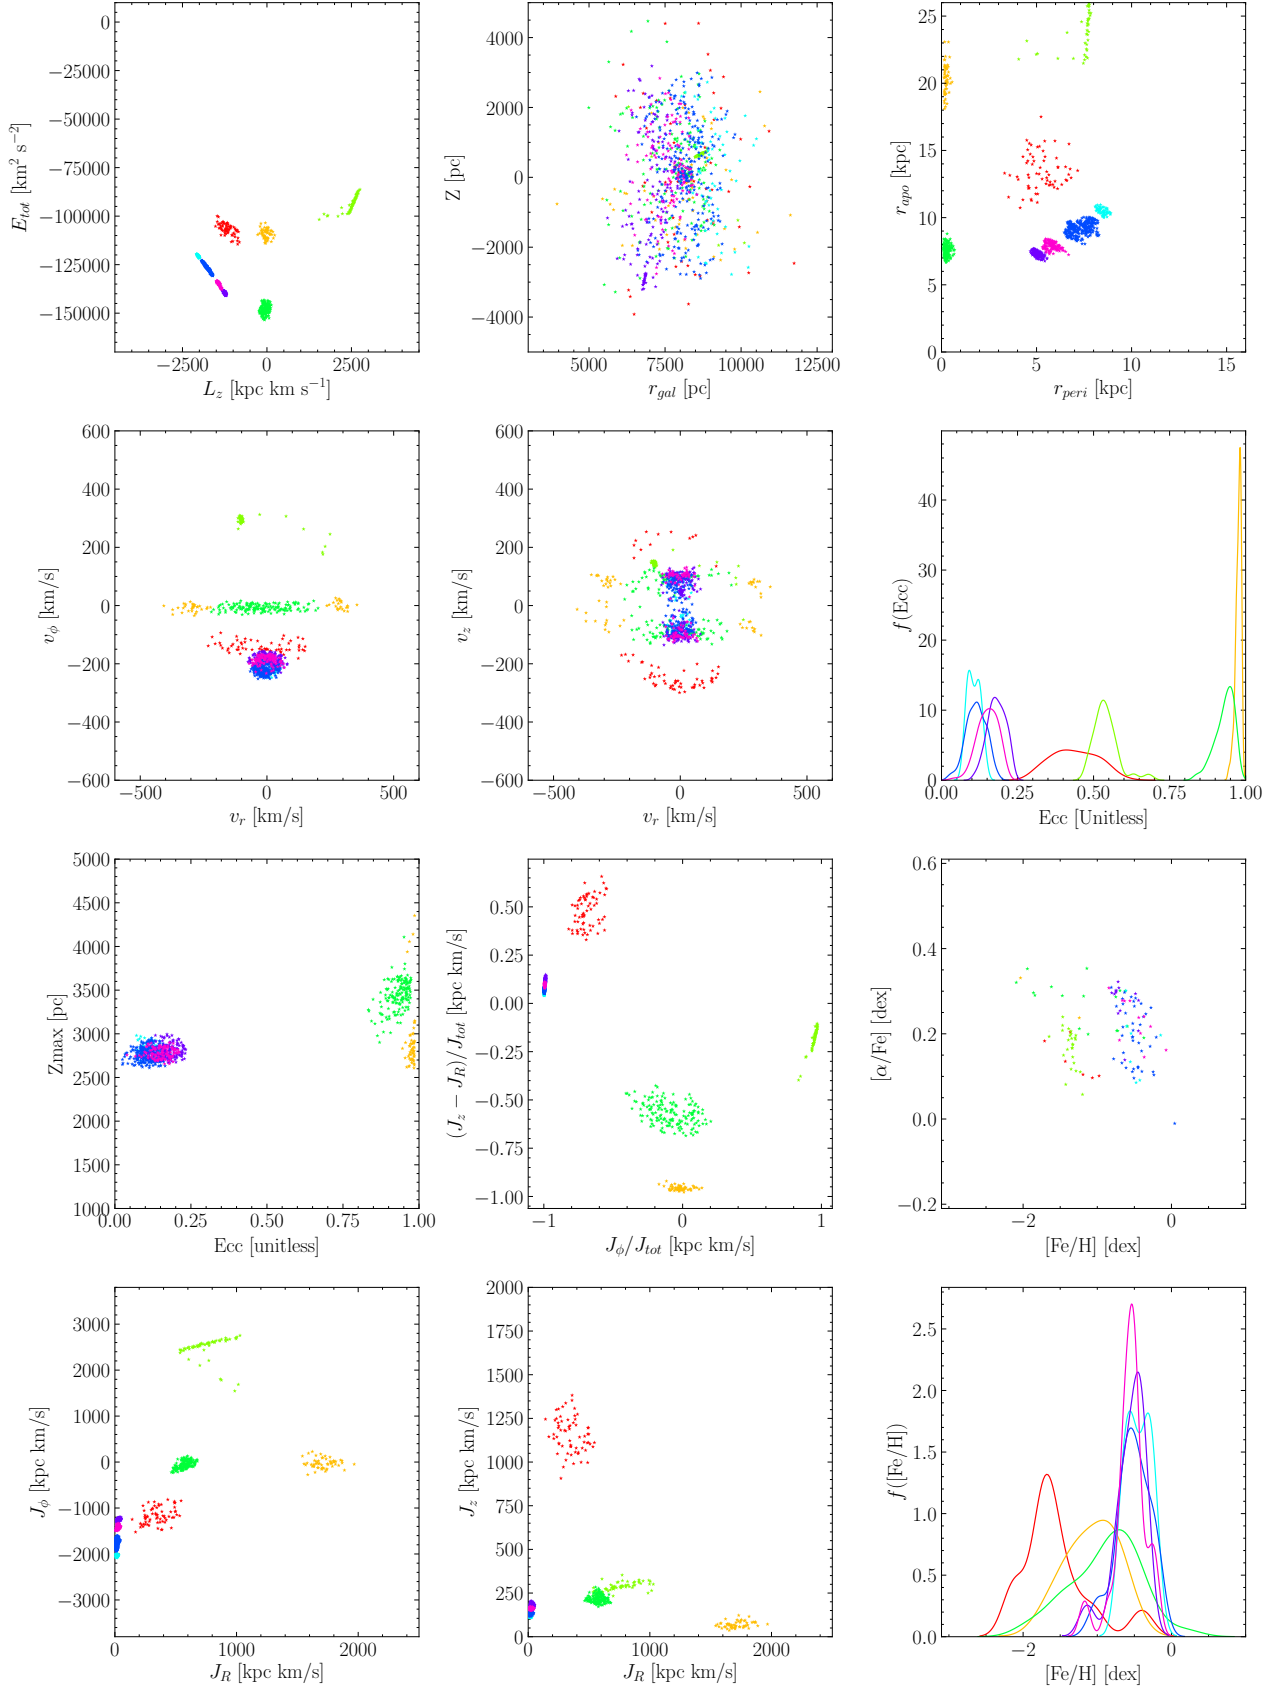 0
−25000
−50000
−75000
−100000
−125000
−150000
E_tot [km² s⁻²]
−2500 0 2500
L_z [kpc km s⁻¹]
4000
2000
0
−2000
−4000
Z [pc]
5000 7500 10000 12500
r_gal [pc]
25
20
15
10
5
0
r_apo [kpc]
0 5 10 15
r_peri [kpc]
600
400
200
0
−200
−400
−600
v_ϕ [km/s]
−500 0 500
v_r [km/s]
600
400
200
0
−200
−400
−600
v_z [km/s]
−500 0 500
v_r [km/s]
40
30
20
10
0
f(Ecc)
0.00 0.25 0.50 0.75 1.00
Ecc [Unitless]
5000
4500
4000
3500
3000
2500
2000
1500
1000
Zmax [pc]
0.00 0.25 0.50 0.75 1.00
Ecc [unitless]
0.50
0.25
0.00
−0.25
−0.50
−0.75
−1.00
(J_z − J_R)/J_tot [kpc km/s]
−1 0 1
J_ϕ/J_tot [kpc km/s]
0.6
0.4
0.2
0.0
−0.2
[α/Fe] [dex]
−2 0
[Fe/H] [dex]
3000
2000
1000
0
−1000
−2000
−3000
J_ϕ [kpc km/s]
0 1000 2000
J_R [kpc km/s]
2000
1750
1500
1250
1000
750
500
250
0
J_z [kpc km/s]
0 1000 2000
J_R [kpc km/s]
2.5
2.0
1.5
1.0
0.5
0.0
f([Fe/H])
−2 0
[Fe/H] [dex]